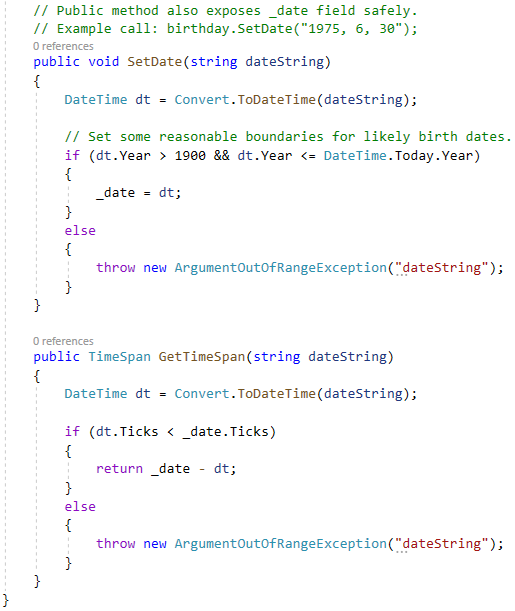 // Public method also exposes _date field safely.
// Example call: birthday.SetDate("1975, 6, 30");
0 references
public void SetDate(string dateString)
{
DateTime dt = Convert.ToDateTime(dateString);
// Set some reasonable boundaries for likely birth dates.
if (dt.Year > 1900 && dt.Year <= DateTime.Today.Year)
{
_date = dt;
}
else
{
throw new ArgumentOutOfRangeException("dateString");
}
}
0 references
public TimeSpan GetTimeSpan(string dateString)
{
DateTime dt = Convert.ToDateTime(dateString);
if (dt.Ticks < _date.Ticks)
{
return _date - dt;
}
else
{
throw new ArgumentOutOfRangeException("dateString");
}
}
}